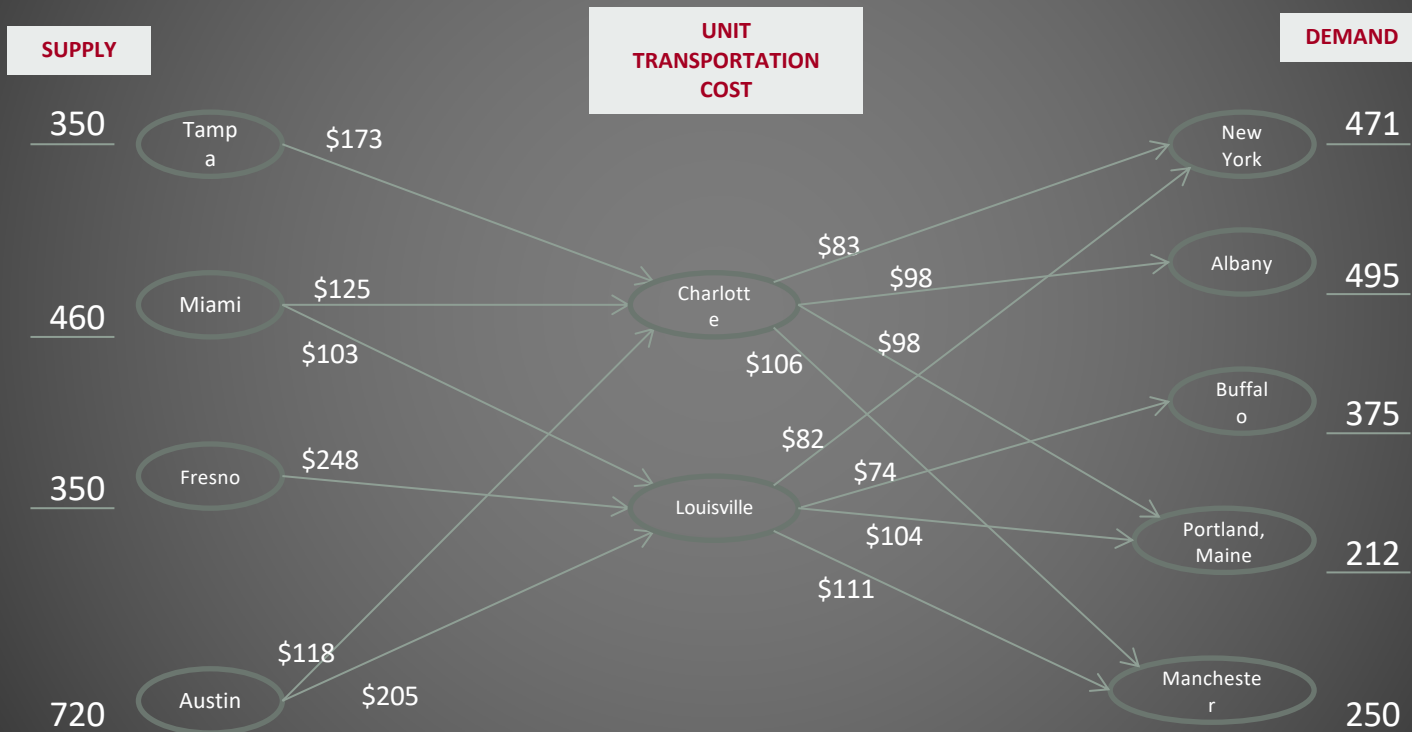 SUPPLY
UNIT
TRANSPORTATION
COST
DEMAND
350
Tamp
a
$173
New
York
471
$83
Albany
495
$98
460
Miami
$125
Charlott
e
$103
$98
$106
Buffal
o
375
$82
350
Fresno
$248
$74
Louisville
$104
Portland,
Maine
212
$111
$118
720
Austin
$205
Mancheste
r
250